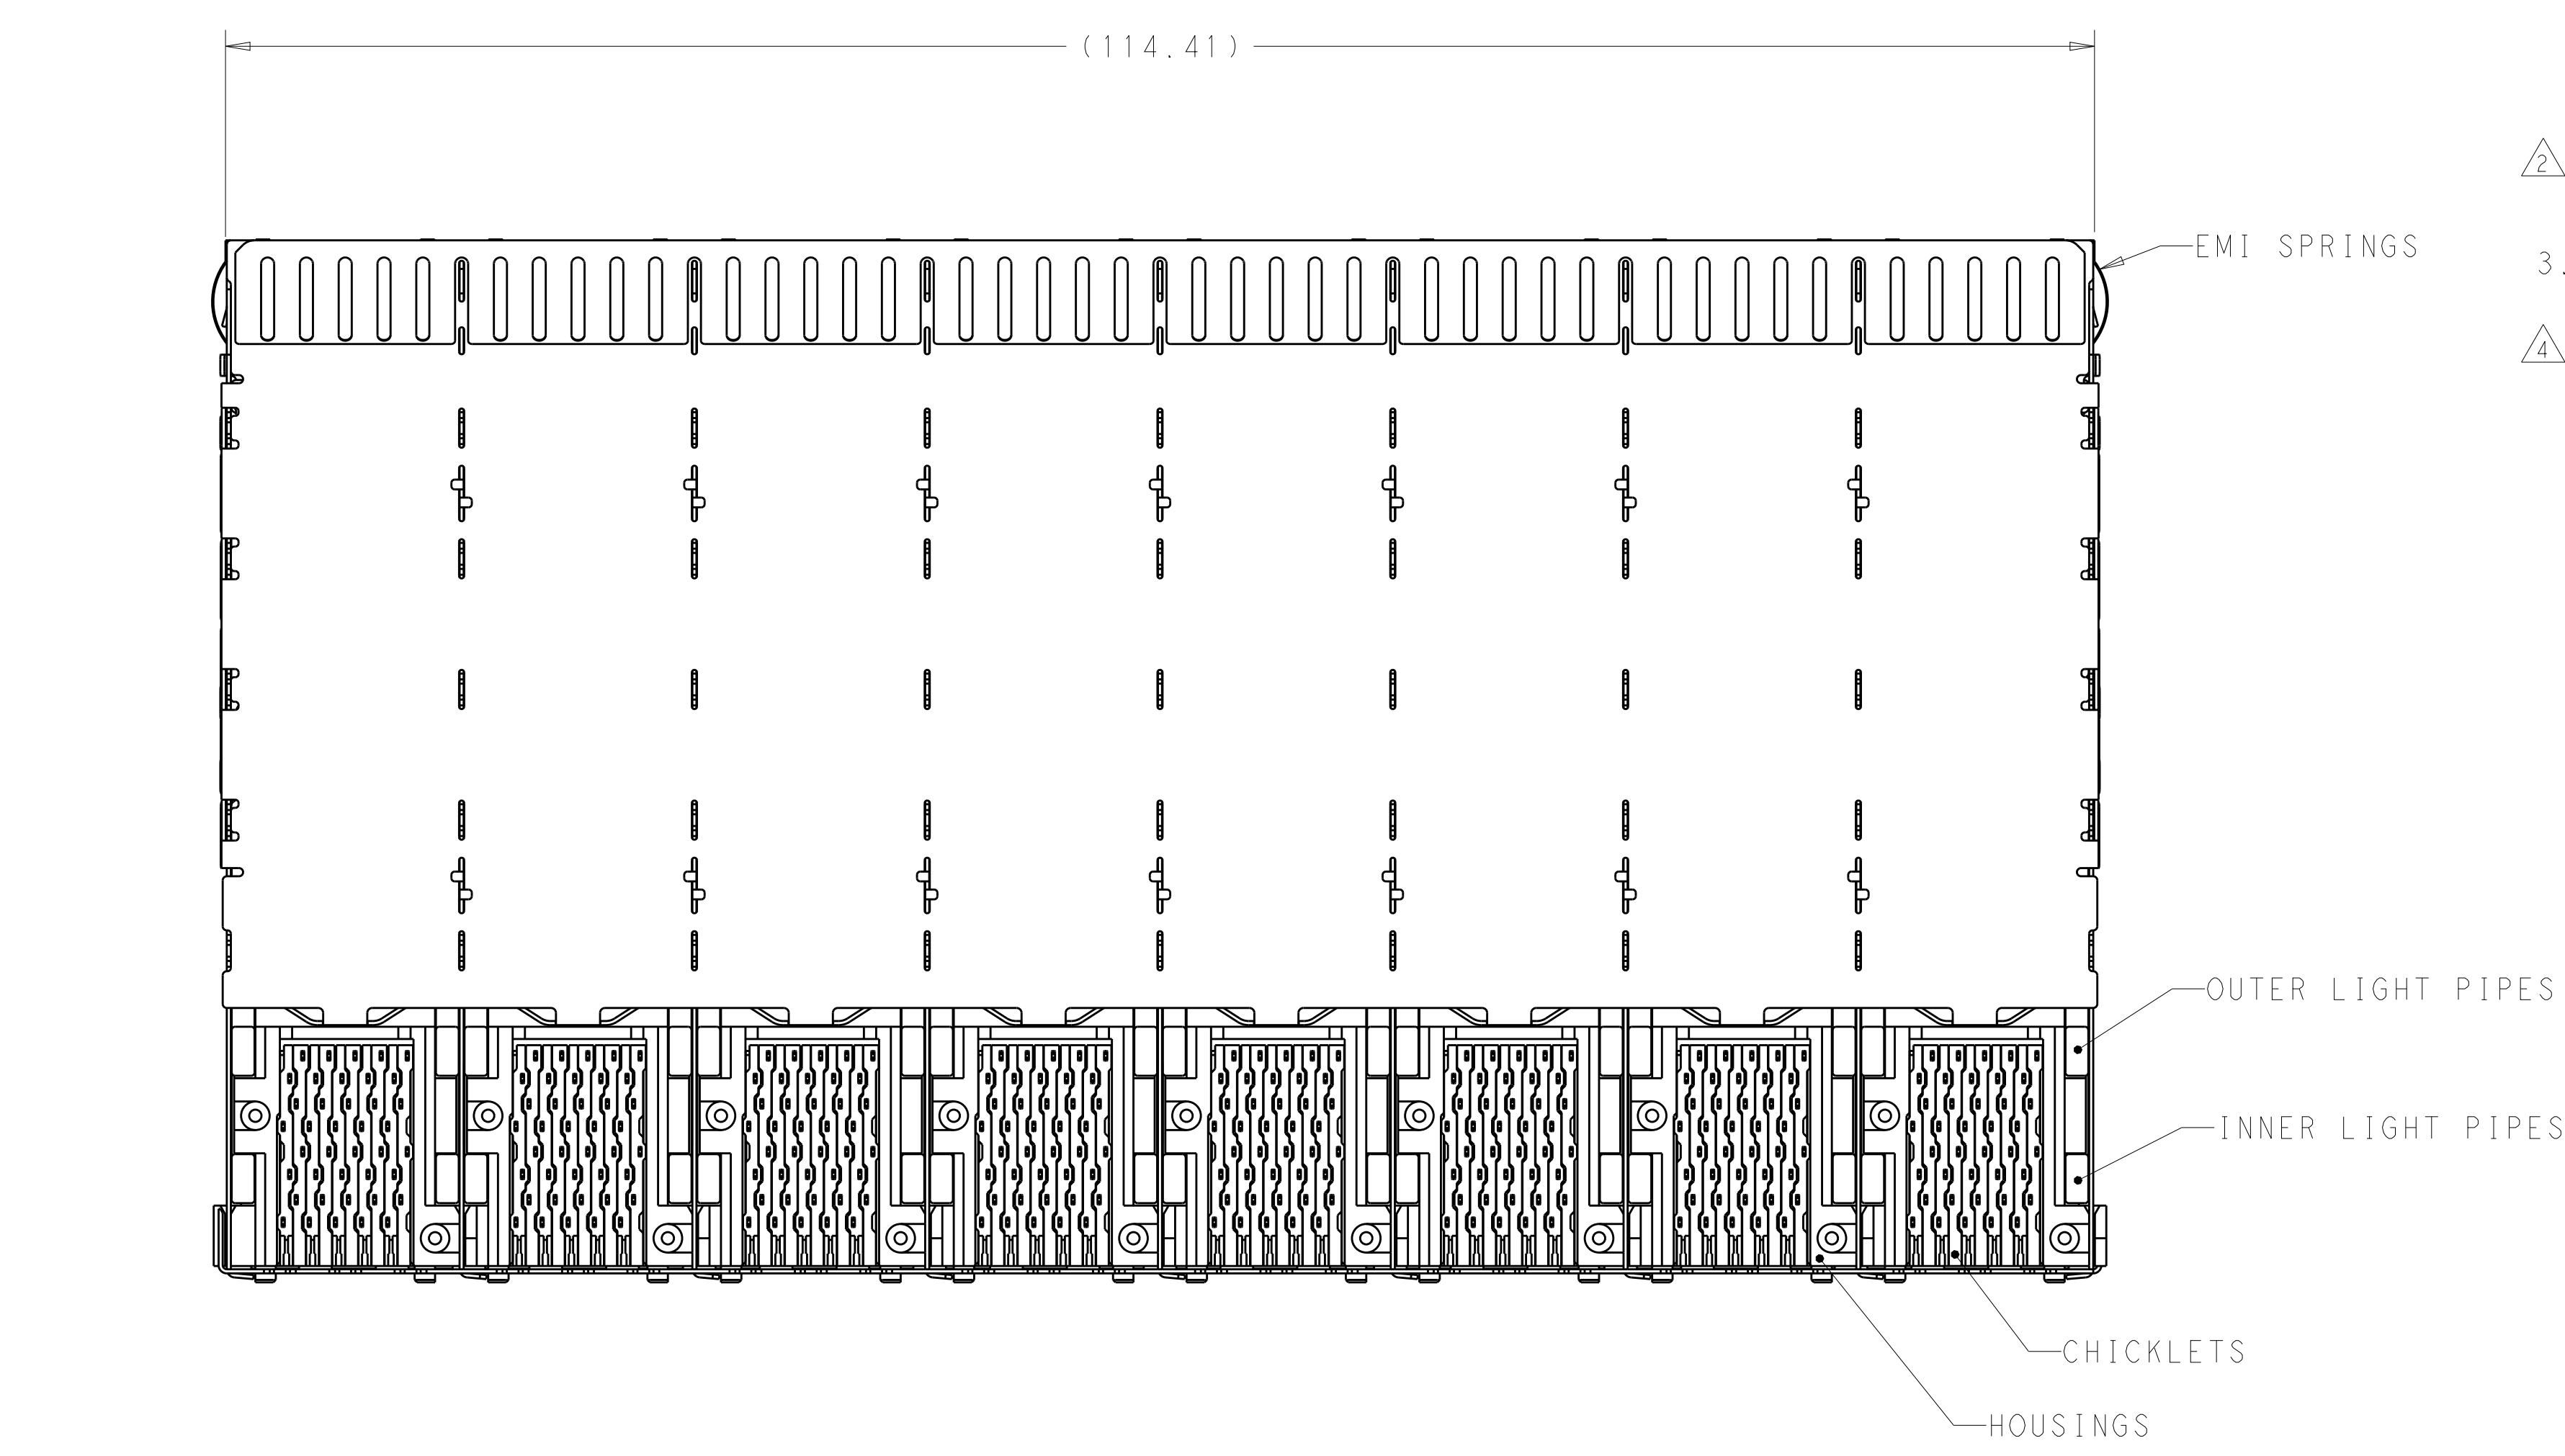 (114.41)
2
EMI SPRINGS
3.
4
OUTER LIGHT PIPES
INNER LIGHT PIPES
CHICKLETS
HOUSINGS